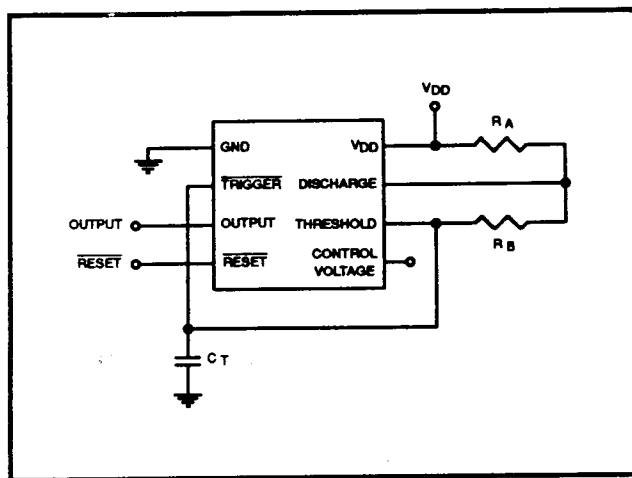 VDD
RA
GND
VDD
TRIGGER
DISCHARGE
OUTPUT
OUTPUT
THRESHOLD
RESET
RESET
CONTROL
VOLTAGE
RB
CT